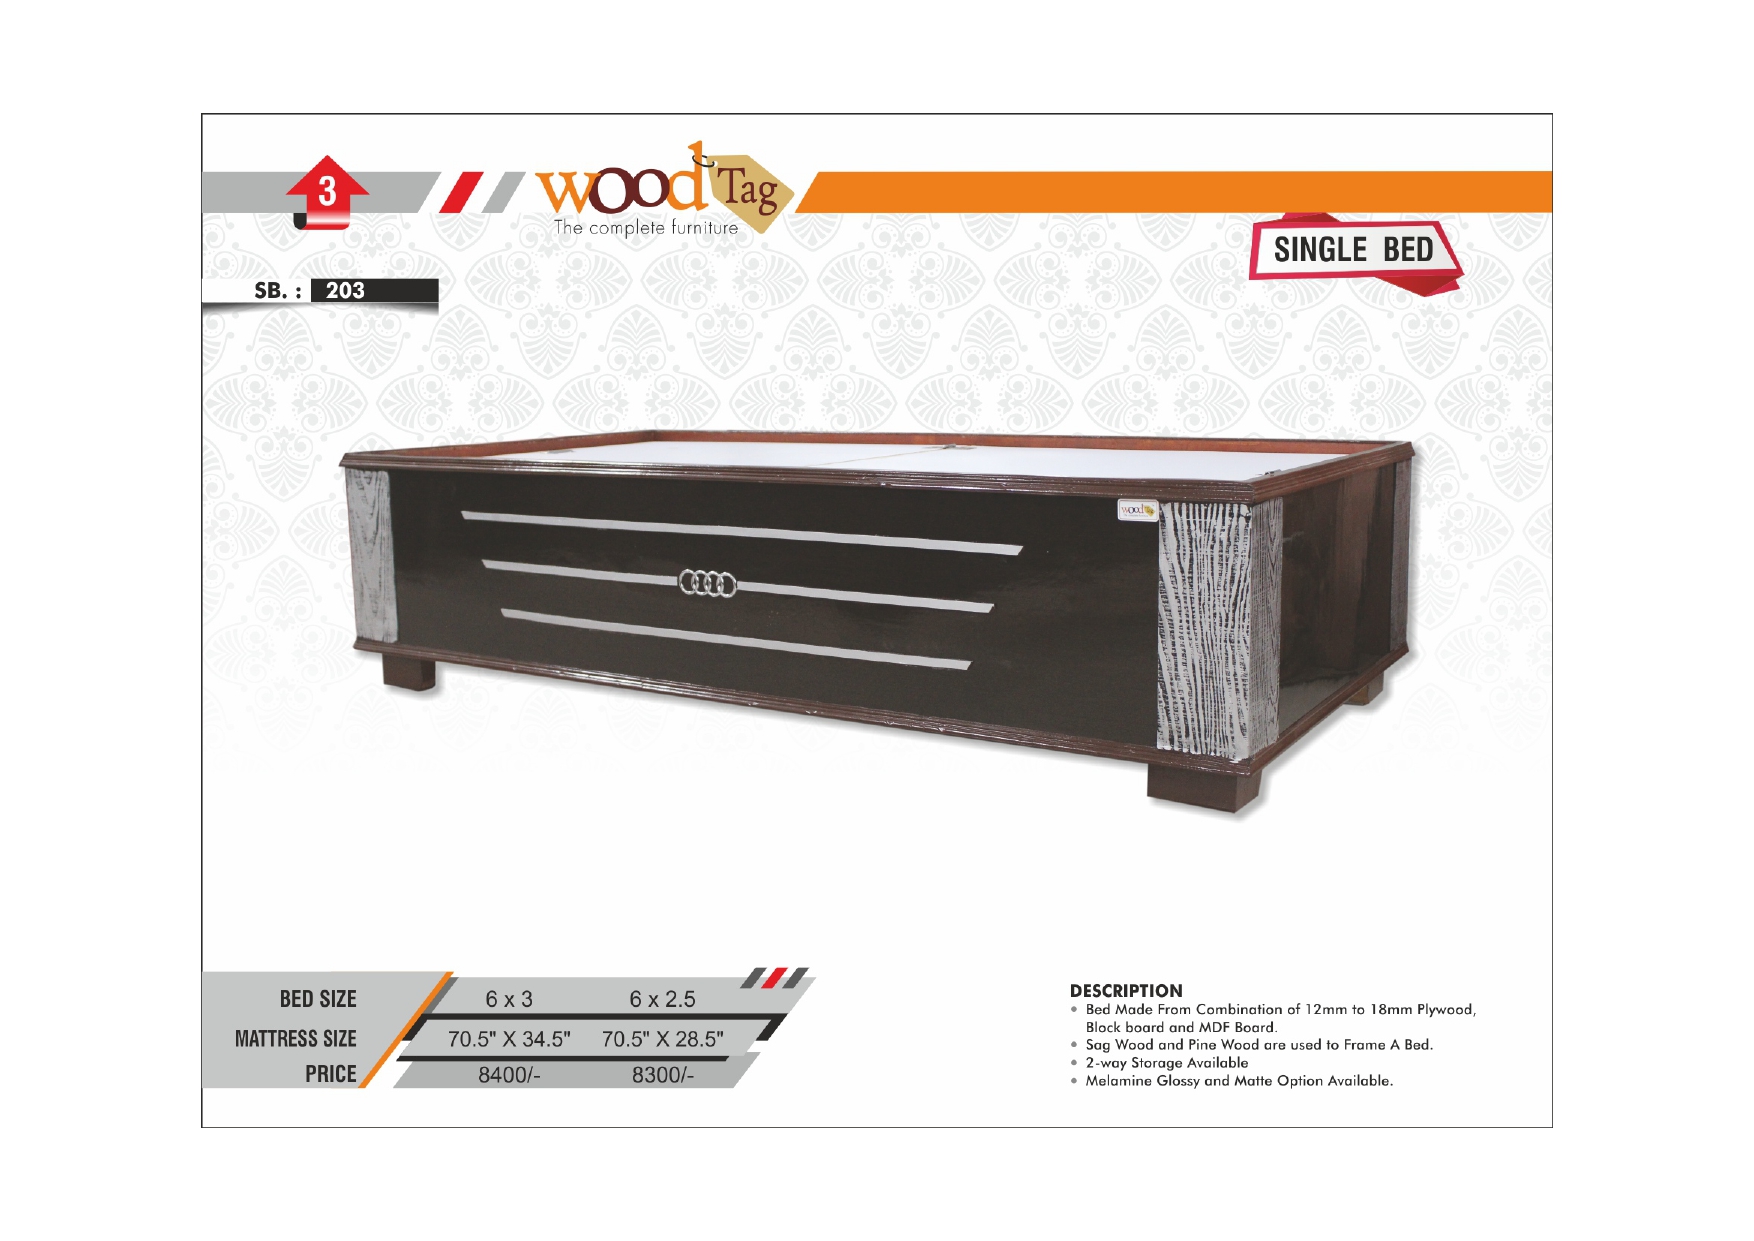 3
wood Tag
The complete furniture
SINGLE BED
SB. : 203
wood
BED SIZE 6 x 3 6 x 2.5
MATTRESS SIZE 70.5" X 34.5" 70.5" X 28.5"
PRICE 8400/- 8300/-
DESCRIPTION
• Bed Made From Combination of 12mm to 18mm Plywood,
Block board and MDF Board.
• Sag Wood and Pine Wood are used to Frame A Bed.
• 2-way Storage Available
• Melamine Glossy and Matte Option Available.